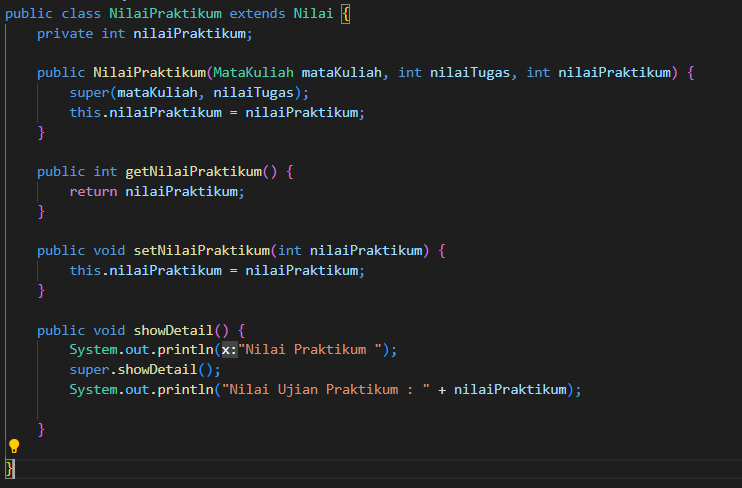 public class NilaiPraktikum extends Nilai {
    private int nilaiPraktikum;

    public NilaiPraktikum(MataKuliah mataKuliah, int nilaiTugas, int nilaiPraktikum) {
        super(mataKuliah, nilaiTugas);
        this.nilaiPraktikum = nilaiPraktikum;
    }

    public int getNilaiPraktikum() {
        return nilaiPraktikum;
    }

    public void setNilaiPraktikum(int nilaiPraktikum) {
        this.nilaiPraktikum = nilaiPraktikum;
    }

    public void showDetail() {
        System.out.println(x:"Nilai Praktikum ");
        super.showDetail();
        System.out.println("Nilai Ujian Praktikum : " + nilaiPraktikum);

    }

}